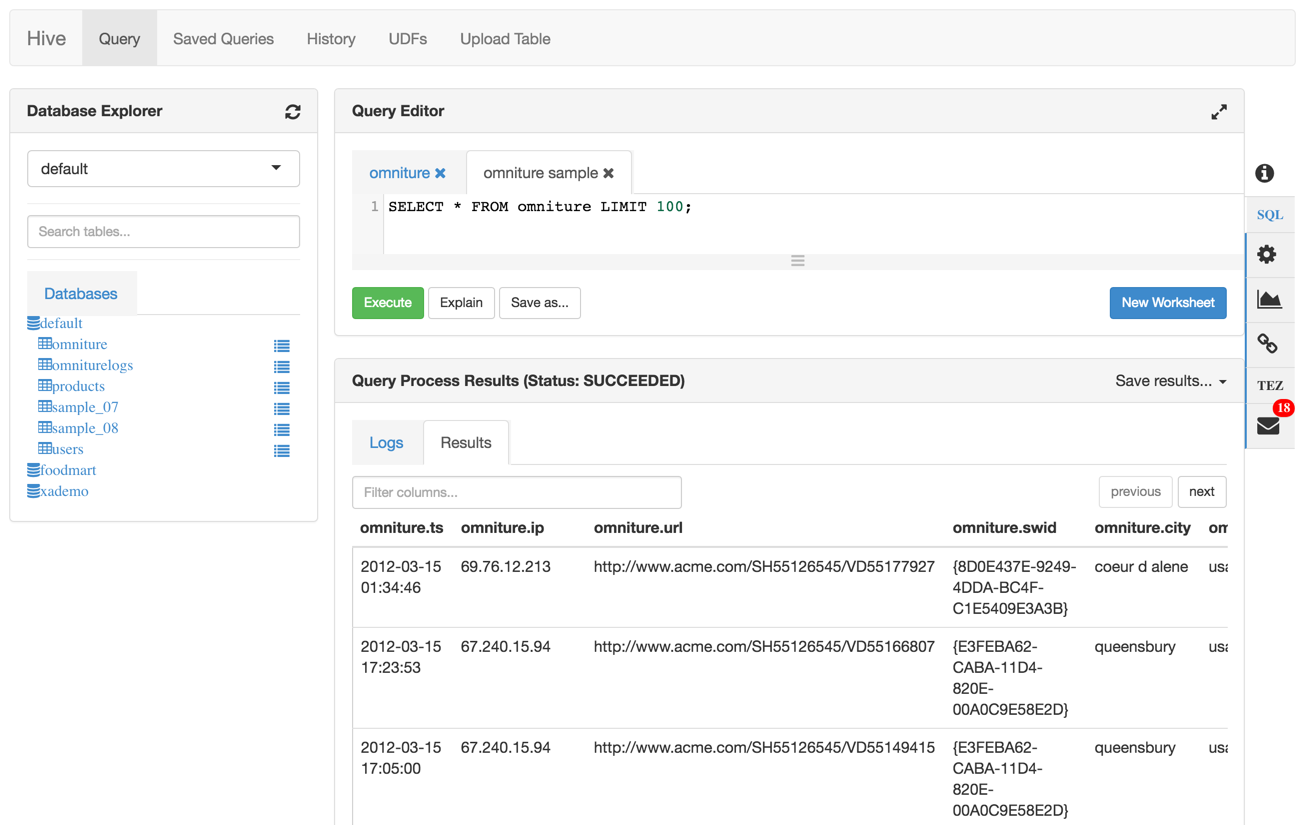 Hive Query Saved Queries History UDFs Upload Table
Database Explorer
default
Search tables...
Databases
default
omniture
omniturelogs
products
sample_07
sample_08
users
foodmart
xademo
Query Editor
omniture omniture sample
1 SELECT * FROM omniture LIMIT 100;
Execute Explain Save as... New Worksheet
Query Process Results (Status: SUCCEEDED) Save results...
Logs Results
Filter columns... previous next
omniture.ts omniture.ip omniture.url omniture.swid omniture.city om
2012-03-15 69.76.12.213 http://www.acme.com/SH55126545/VD55177927 {8D0E437E-9249- coeur d alene usa
01:34:46 4DDA-BC4F-
C1E5409E3A3B}
2012-03-15 67.240.15.94 http://www.acme.com/SH55126545/VD55166807 {E3FEBA62- queensbury usa
17:23:53 CABA-11D4-
820E-
00A0C9E58E2D}
2012-03-15 67.240.15.94 http://www.acme.com/SH55126545/VD55149415 {E3FEBA62- queensbury usa
17:05:00 CABA-11D4-
820E-
00A0C9E58E2D}
SQL
TEZ
18